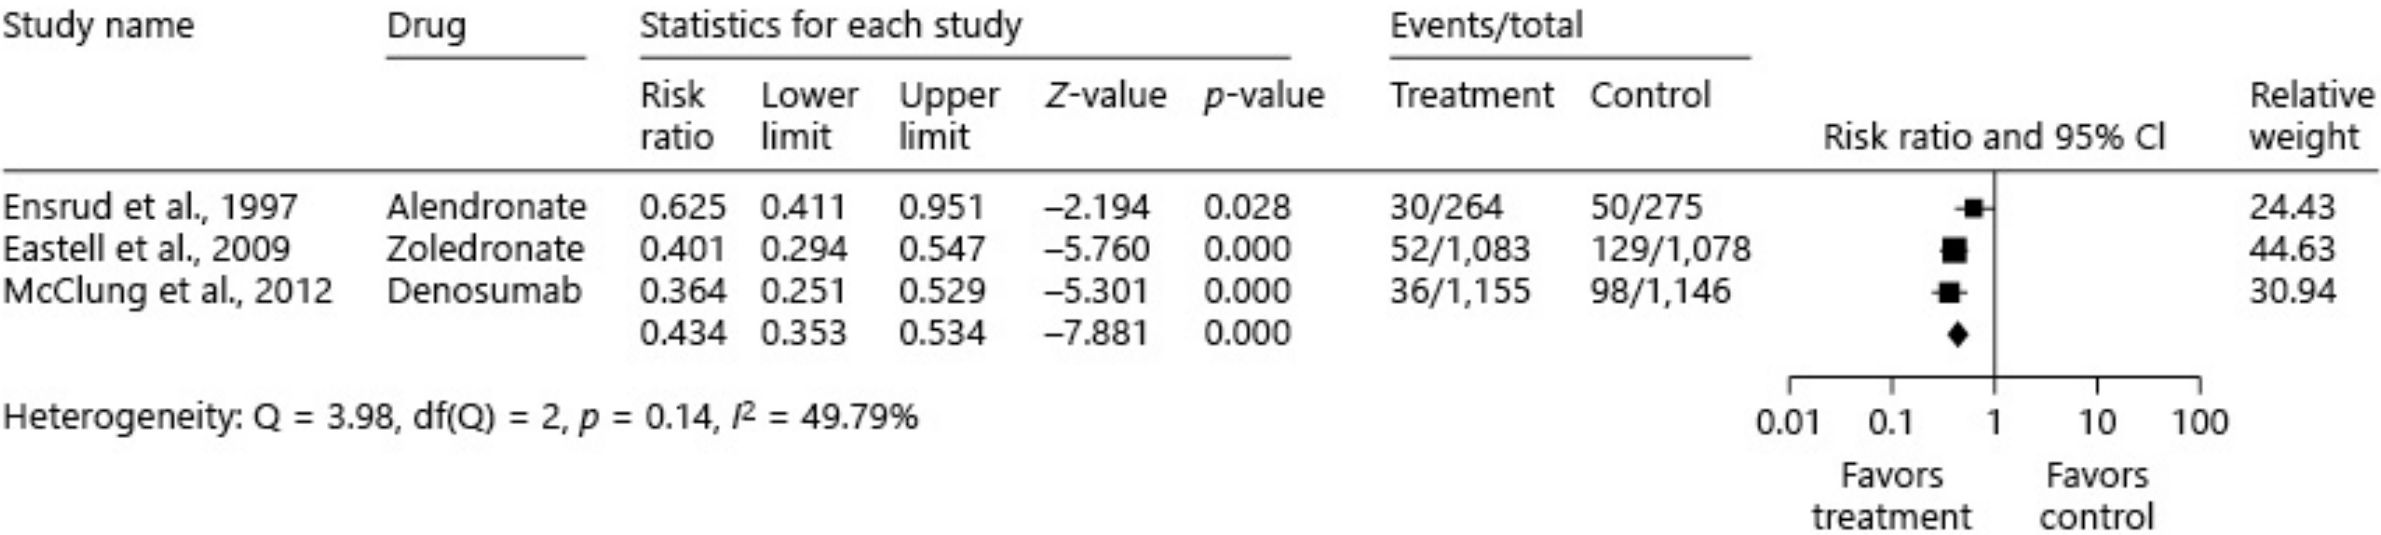 Study name Drug Statistics for each study Events/total
Risk ratio Lower limit Upper limit Z-value p-value Treatment Control Risk ratio and 95% CI Relative weight
Ensrud et al., 1997 Alendronate 0.625 0.411 0.951 –2.194 0.028 30/264 50/275 24.43
Eastell et al., 2009 Zoledronate 0.401 0.294 0.547 –5.760 0.000 52/1,083 129/1,078 44.63
McClung et al., 2012 Denosumab 0.364 0.251 0.529 –5.301 0.000 36/1,155 98/1,146 30.94
0.434 0.353 0.534 –7.881 0.000
Heterogeneity: Q = 3.98, df(Q) = 2, p = 0.14, I² = 49.79%
0.01 0.1 1 10 100
Favors treatment Favors control